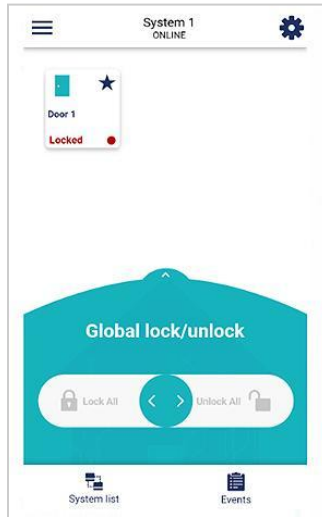 System 1
ONLINE
Door 1
Locked
Global lock/unlock
Lock All
Unlock All
System list
Events